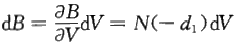 dB = ∂B/∂V dV = N(− d₁)dV